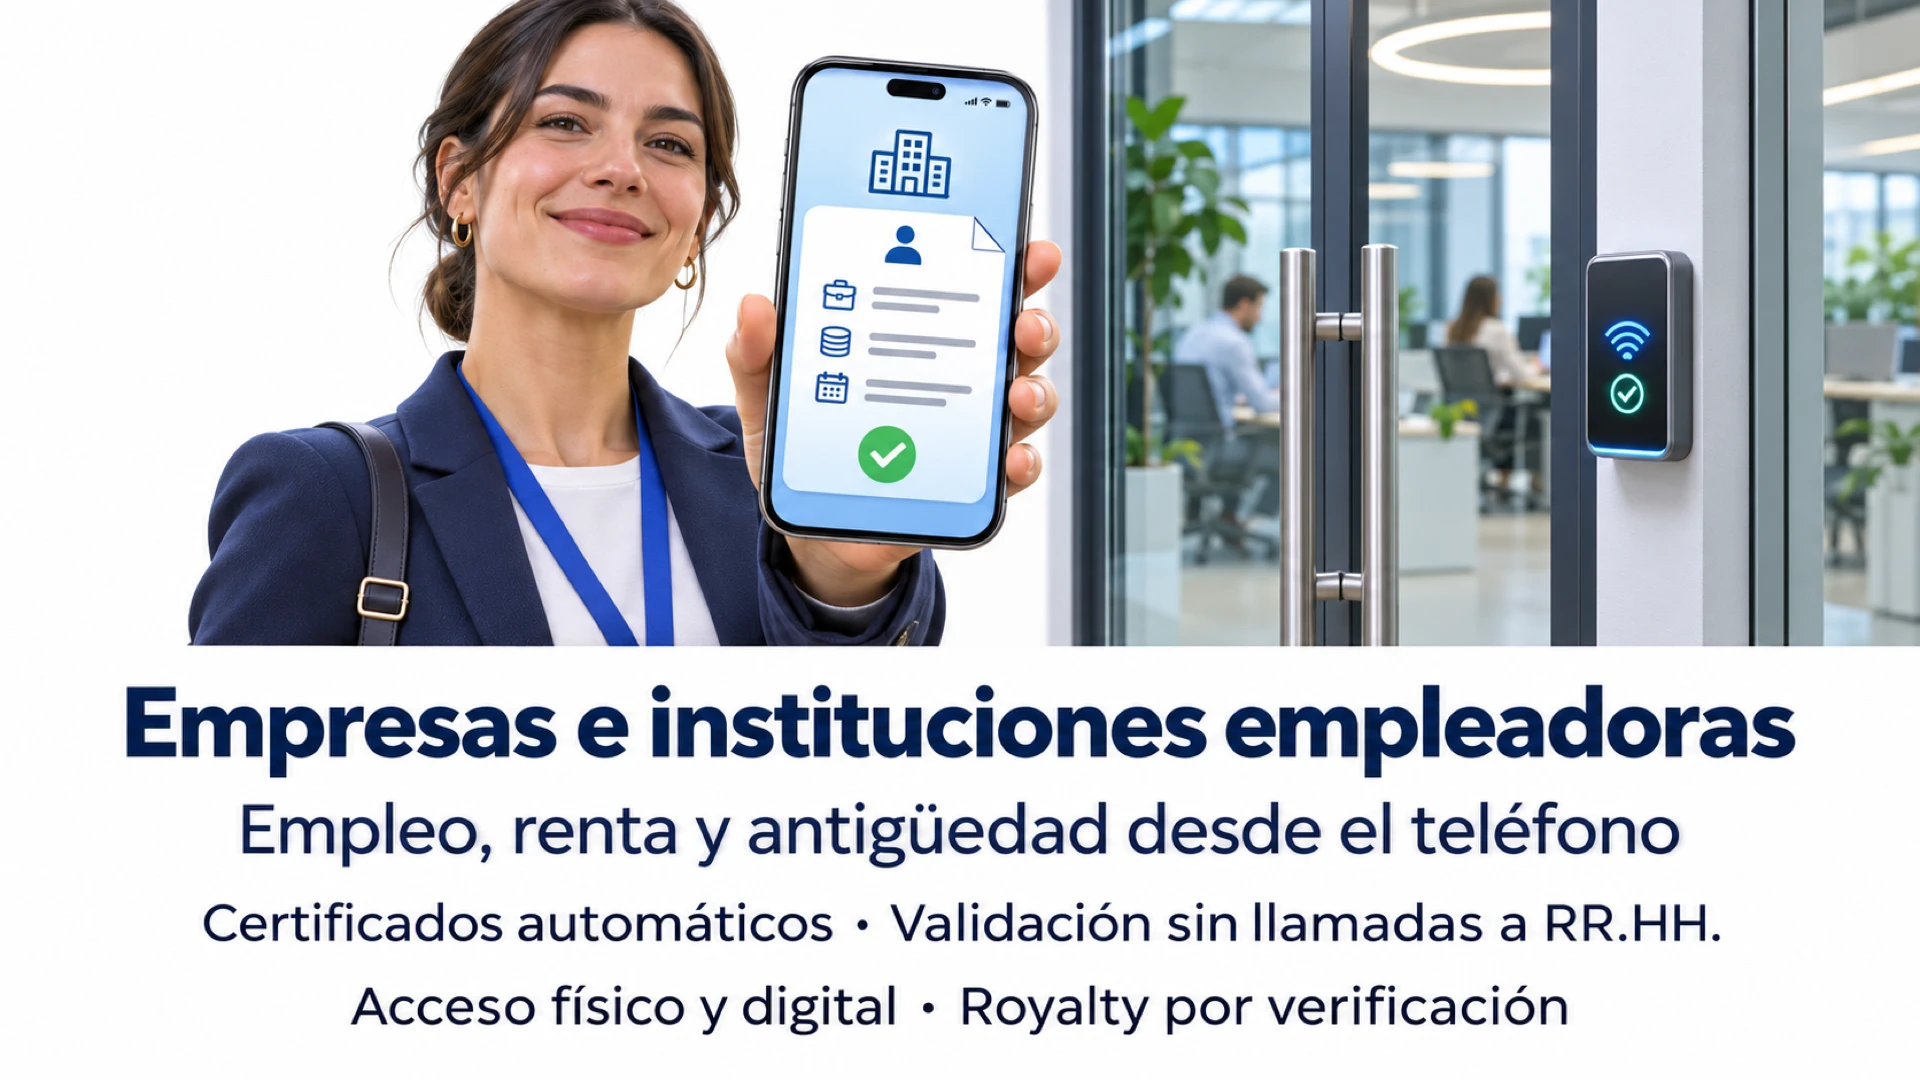 Empresas e instituciones empleadoras
Empleo, renta y antigüedad desde el teléfono
Certificados automáticos • Validación sin llamadas a RR.HH.
Acceso físico y digital • Royalty por verificación